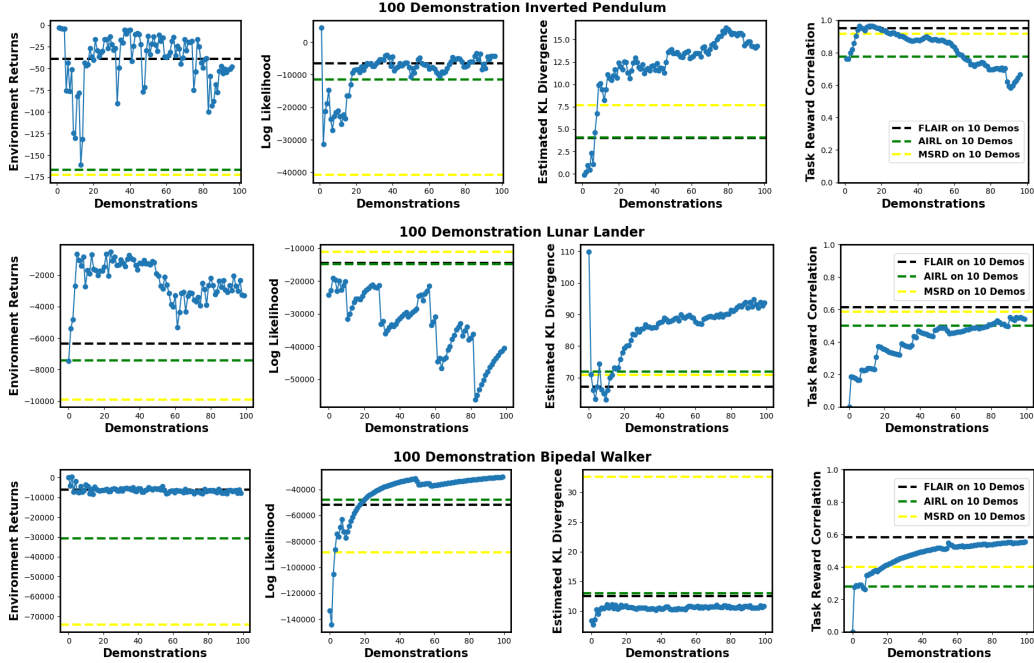 100 Demonstration Inverted Pendulum
Environment Returns
0
−25
−50
−75
−100
−125
−150
−175
0 20 40 60 80 100
Demonstrations
Log Likelihood
0
−10000
−20000
−30000
−40000
0 20 40 60 80 100
Demonstrations
Estimated KL Divergence
15.0
12.5
10.0
7.5
5.0
2.5
0.0
0 20 40 60 80 100
Demonstrations
Task Reward Correlation
1.0
0.8
0.6
0.4
0.2
0.0
0 20 40 60 80 100
Demonstrations
FLAIR on 10 Demos
AIRL on 10 Demos
MSRD on 10 Demos
100 Demonstration Lunar Lander
Environment Returns
−2000
−4000
−6000
−8000
−10000
0 20 40 60 80 100
Demonstrations
Log Likelihood
−10000
−20000
−30000
−40000
−50000
0 20 40 60 80 100
Demonstrations
Estimated KL Divergence
110
100
90
80
70
0 20 40 60 80 100
Demonstrations
Task Reward Correlation
1.0
0.8
0.6
0.4
0.2
0.0
0 20 40 60 80 100
Demonstrations
FLAIR on 10 Demos
AIRL on 10 Demos
MSRD on 10 Demos
100 Demonstration Bipedal Walker
Environment Returns
0
−10000
−20000
−30000
−40000
−50000
−60000
−70000
0 20 40 60 80 100
Demonstrations
Log Likelihood
−40000
−60000
−80000
−100000
−120000
−140000
0 20 40 60 80 100
Demonstrations
Estimated KL Divergence
30
25
20
15
10
0 20 40 60 80 100
Demonstrations
Task Reward Correlation
1.0
0.8
0.6
0.4
0.2
0.0
0 20 40 60 80 100
Demonstrations
FLAIR on 10 Demos
AIRL on 10 Demos
MSRD on 10 Demos